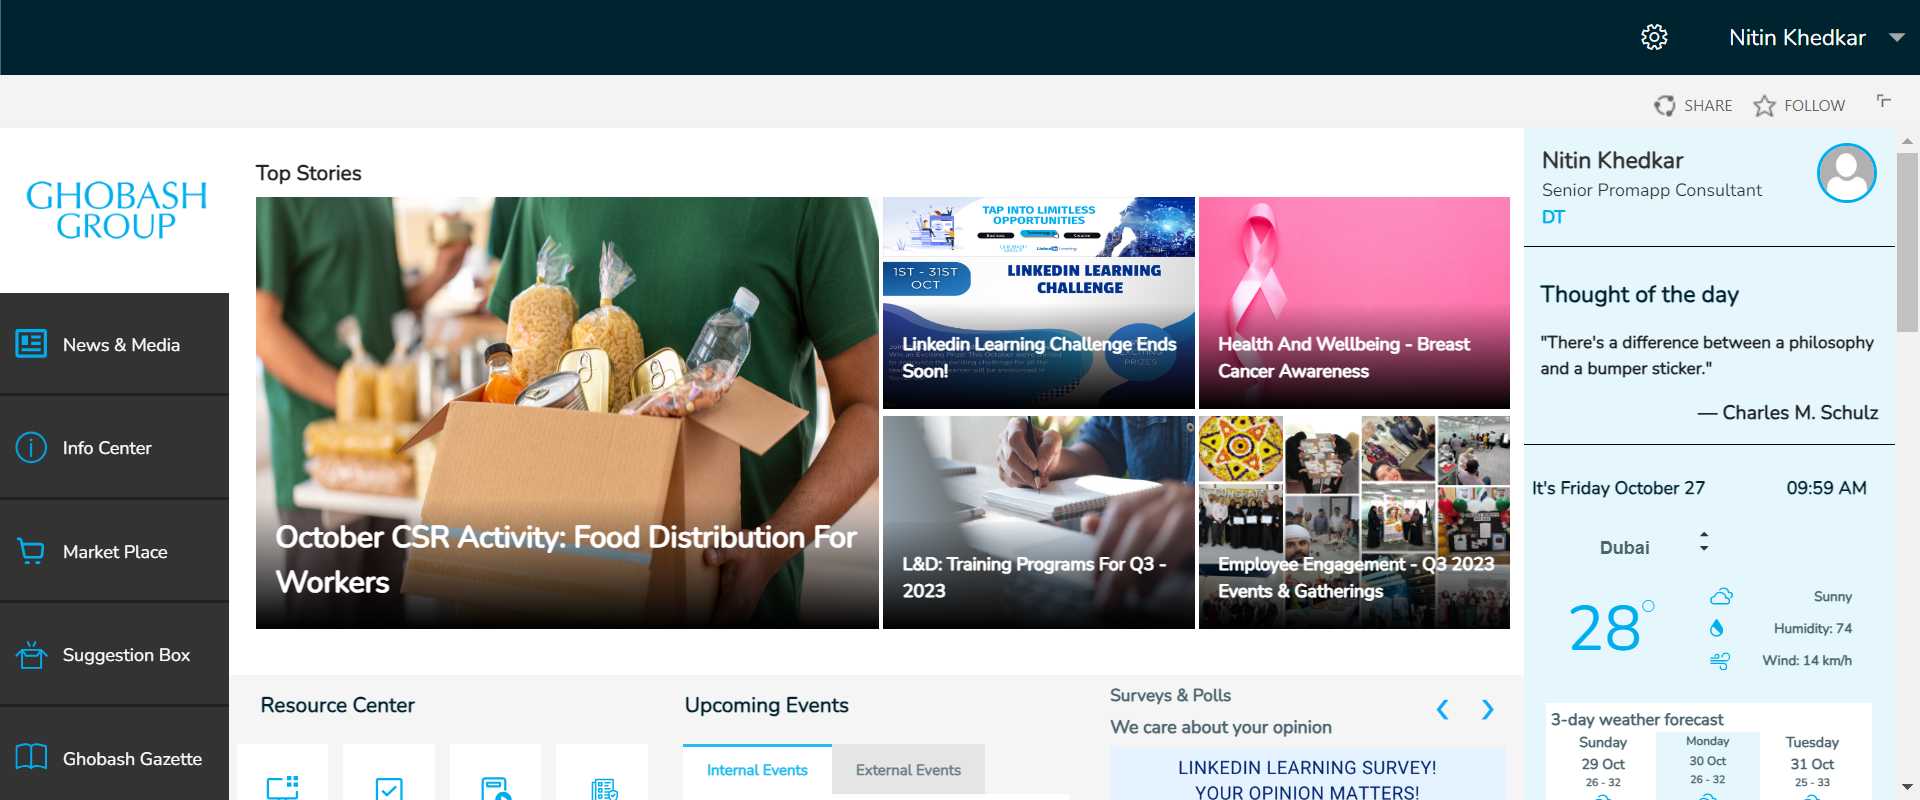 Nitin Khedkar
SHARE
FOLLOW
GHOBASH
GROUP
News & Media
Info Center
Market Place
Suggestion Box
Ghobash Gazette
Top Stories
October CSR Activity: Food Distribution For
Workers
TAP INTO LIMITLESS
OPPORTUNITIES
1ST - 31ST
OCT
LINKEDIN LEARNING
CHALLENGE
Linkedin Learning Challenge Ends
Soon!
Health And Wellbeing - Breast
Cancer Awareness
L&D: Training Programs For Q3 -
2023
Employee Engagement - Q3 2023
Events & Gatherings
Resource Center
Upcoming Events
Internal Events
External Events
Surveys & Polls
We care about your opinion
LINKEDIN LEARNING SURVEY!
YOUR OPINION MATTERS!
Nitin Khedkar
Senior Promapp Consultant
DT
Thought of the day
"There's a difference between a philosophy
and a bumper sticker."
— Charles M. Schulz
It's Friday October 27
09:59 AM
Dubai
28°
Sunny
Humidity: 74
Wind: 14 km/h
3-day weather forecast
Sunday
29 Oct
26 - 32
Monday
30 Oct
26 - 32
Tuesday
31 Oct
25 - 33